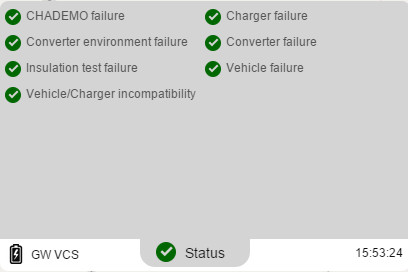 CHADEMO failure
Charger failure
Converter environment failure
Converter failure
Insulation test failure
Vehicle failure
Vehicle/Charger incompatibility
GW VCS
Status
15:53:24